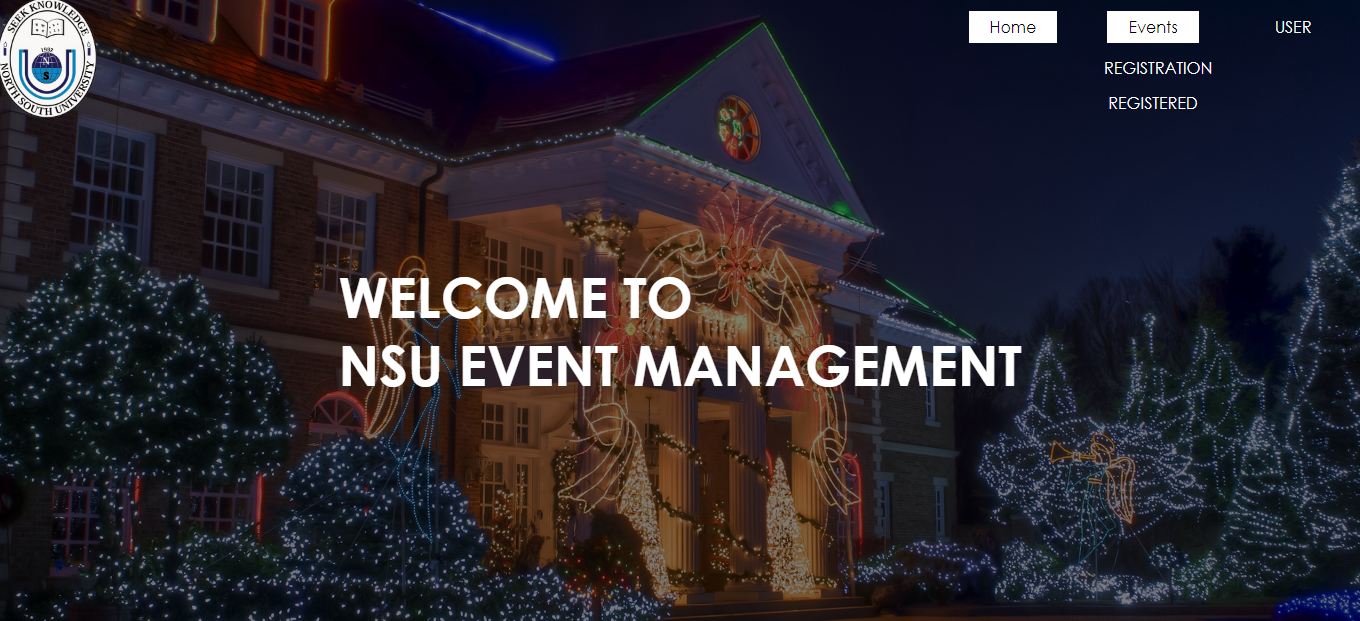 SEEK KNOWLEDGE
1992
N
S
NORTH SOUTH UNIVERSITY
Home
Events
USER
REGISTRATION
REGISTERED
WELCOME TO
NSU EVENT MANAGEMENT